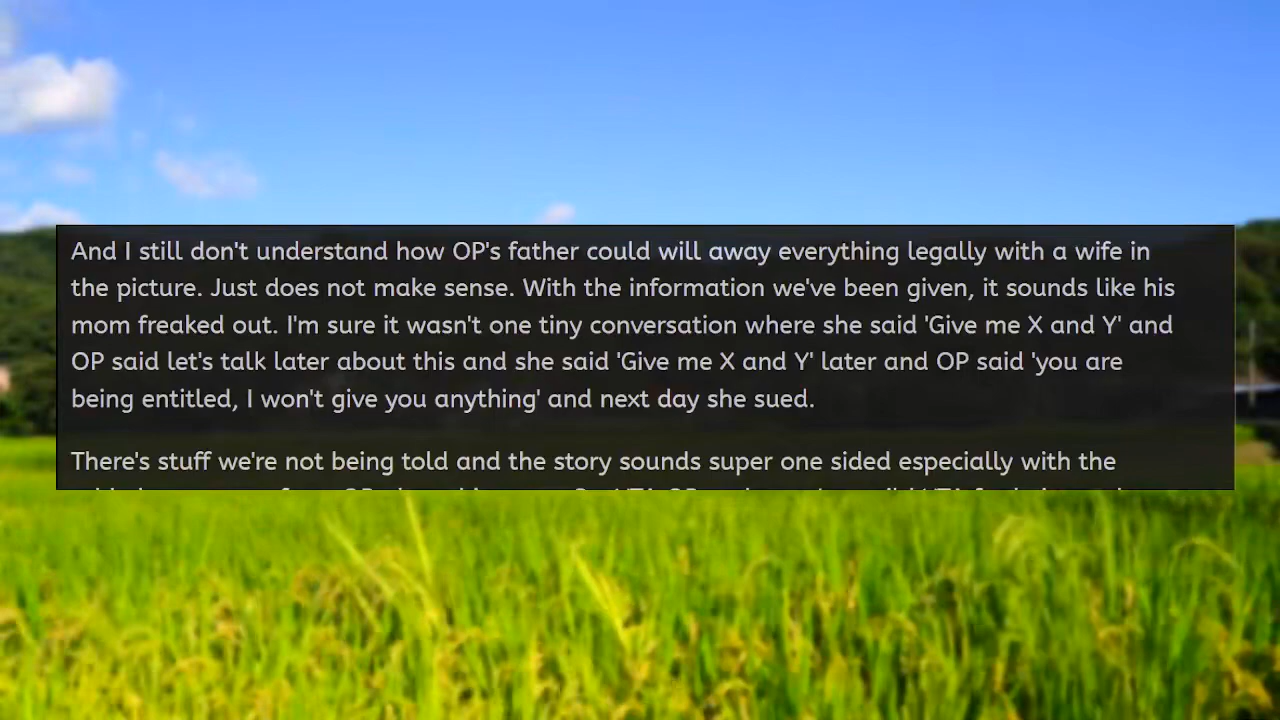 And I still don't understand how OP's father could will away everything legally with a wife in
the picture. Just does not make sense. With the information we've been given, it sounds like his
mom freaked out. I'm sure it wasn't one tiny conversation where she said 'Give me X and Y' and
OP said let's talk later about this and she said 'Give me X and Y' later and OP said 'you are
being entitled, I won't give you anything' and next day she sued.
There's stuff we're not being told and the story sounds super one sided especially with the